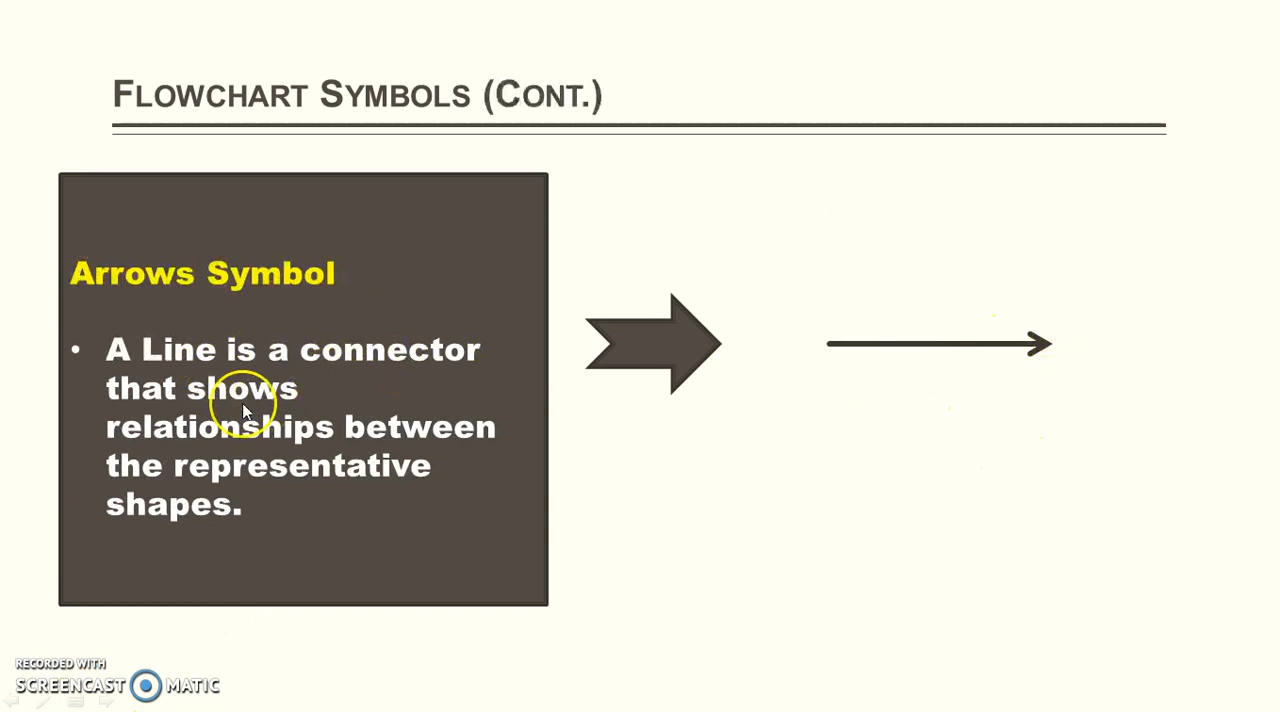 FLOWCHART SYMBOLS (CONT.)
Arrows Symbol
• A Line is a connector
that shows
relationships between
the representative
shapes.
RECORDED WITH
SCREENCAST MATIC